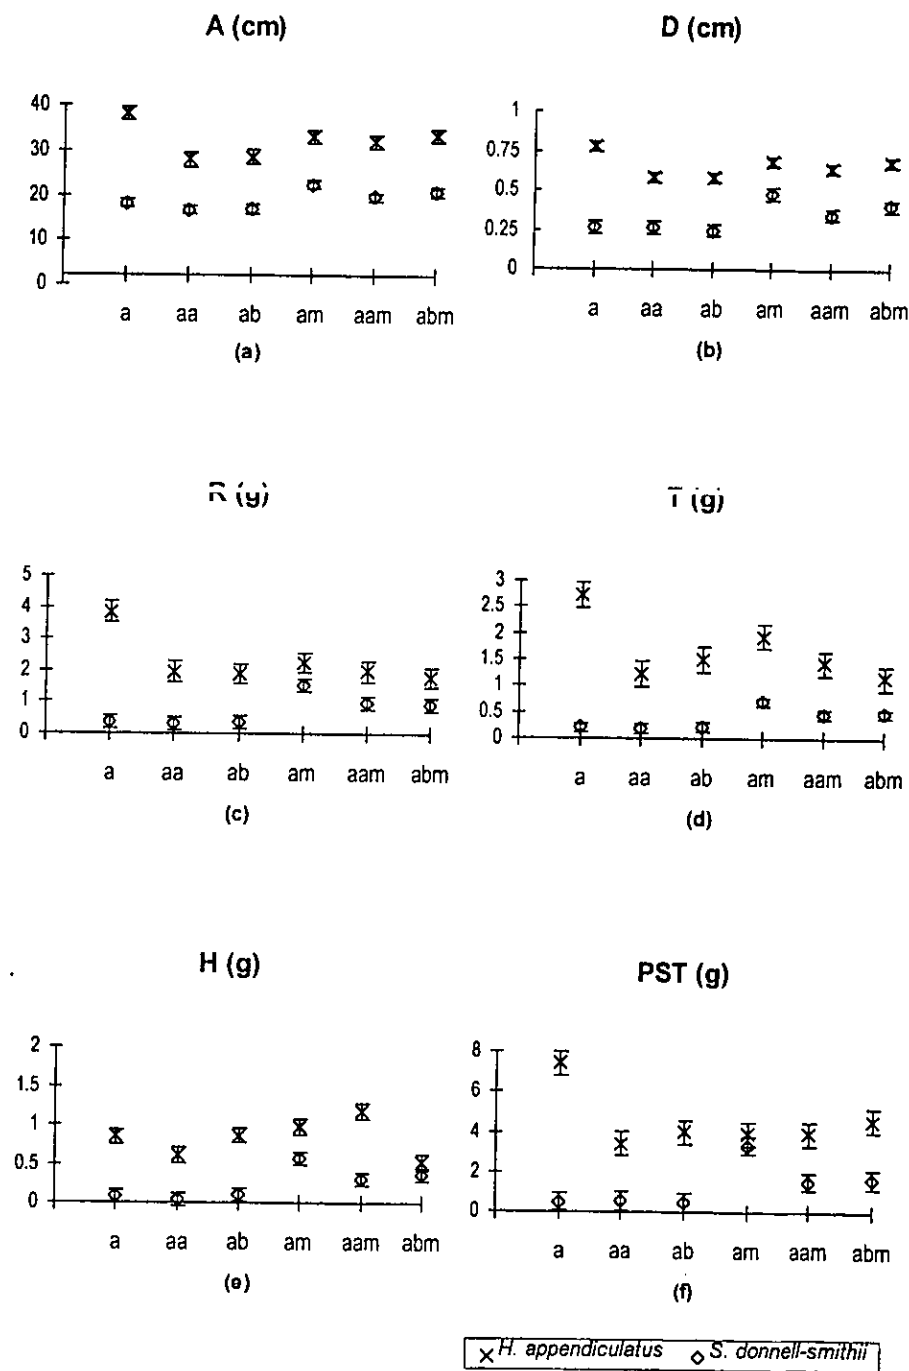 A (cm)
40
30
20
10
0
a aa ab am aam abm
(a)
D (cm)
1
0.75
0.5
0.25
0
a aa ab am aam abm
(b)
R (g)
5
4
3
2
1
0
a aa ab am aam abm
(c)
T (g)
3
2.5
2
1.5
1
0.5
0
a aa ab am aam abm
(d)
H (g)
2
1.5
1
0.5
0
a aa ab am aam abm
(e)
PST (g)
8
6
4
2
0
a aa ab am aam abm
(f)
H. appendiculatus S. donnell-smithii